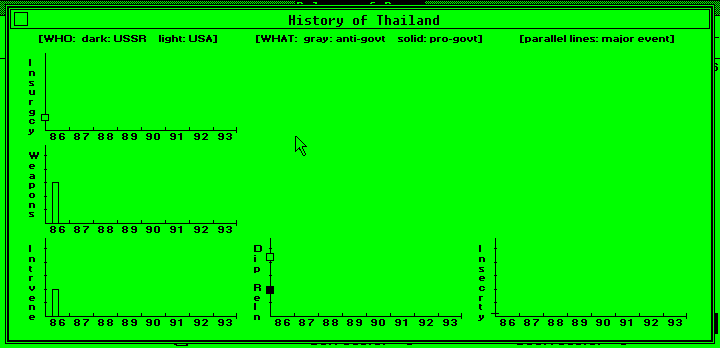 History of Thailand
[WHO: dark: USSR light: USA] [WHAT: gray: anti-govt solid: pro-govt] [parallel lines: major event]
Insurgcy
86 87 88 89 90 91 92 93
Weapons
86 87 88 89 90 91 92 93
Intrvene
86 87 88 89 90 91 92 93
Dip Reln
86 87 88 89 90 91 92 93
Insecrty
86 87 88 89 90 91 92 93